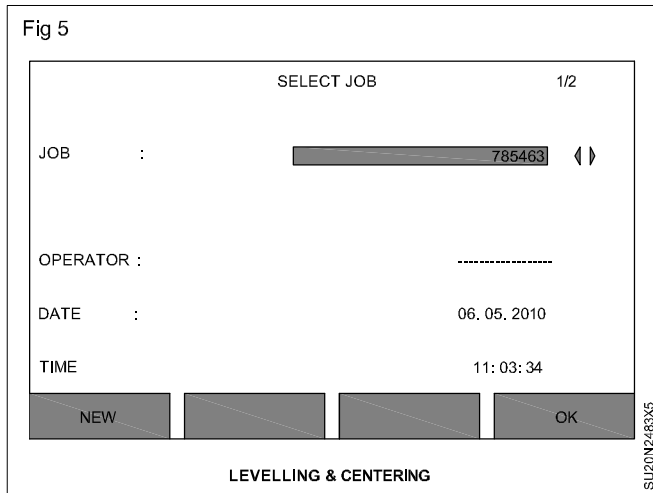 Fig 5
SELECT JOB 1/2
JOB : 785463
OPERATOR : ------------------
DATE : 06. 05. 2010
TIME 11: 03: 34
NEW OK
LEVELLING & CENTERING
SU20N2483X5